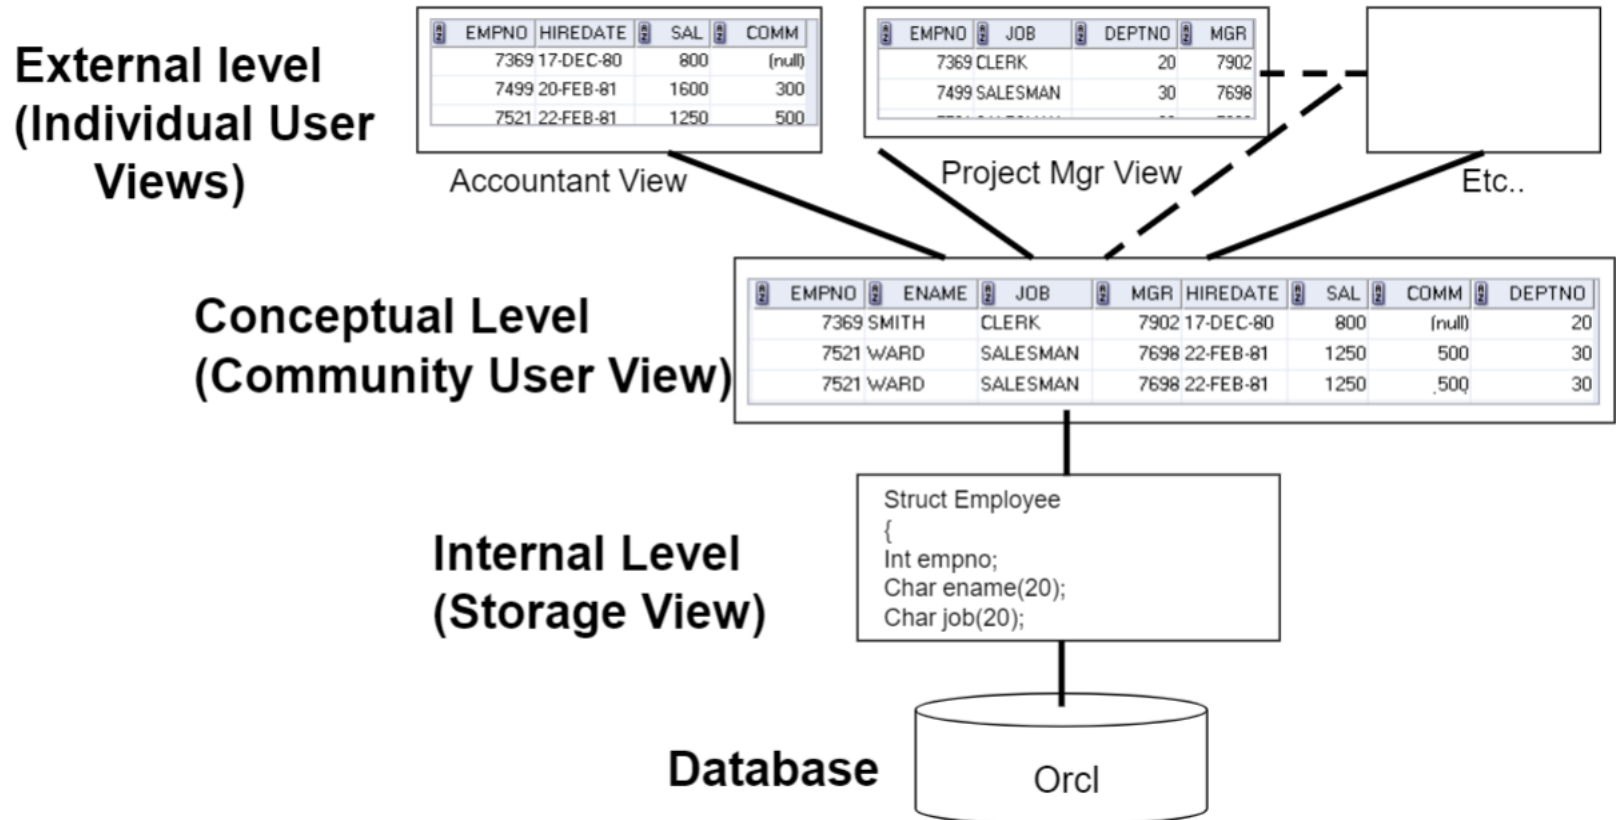 External level
(Individual User
Views)
EMPNO HIREDATE SAL COMM
7369 17-DEC-80 800 (null)
7499 20-FEB-81 1600 300
7521 22-FEB-81 1250 500
Accountant View
EMPNO JOB DEPTNO MGR
7369 CLERK 20 7902
7499 SALESMAN 30 7698
Project Mgr View
Etc..
Conceptual Level
(Community User View)
EMPNO ENAME JOB MGR HIREDATE SAL COMM DEPTNO
7369 SMITH CLERK 7902 17-DEC-80 800 (null) 20
7521 WARD SALESMAN 7698 22-FEB-81 1250 500 30
7521 WARD SALESMAN 7698 22-FEB-81 1250 500 30
Internal Level
(Storage View)
Struct Employee
{
Int empno;
Char ename(20);
Char job(20);
Database
Orcl